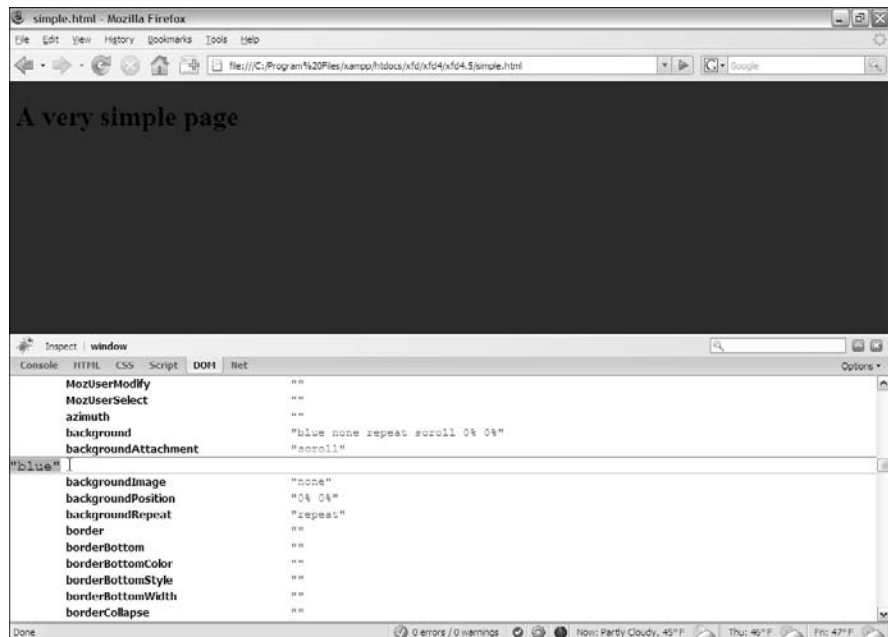 simple.html - Mozilla Firefox
File Edit View History Bookmarks Tools Help
file:///C:/Program%20Files/xampp/htdocs/xfd/xfd4/xfd4.5/simple.html
G Google
A very simple page
Inspect window
Console HTML CSS Script DOM Net Options
MozUserModify ""
MozUserSelect ""
azimuth ""
background "blue none repeat scroll 0% 0%"
backgroundAttachment "scroll"
"blue"
backgroundImage "none"
backgroundPosition "0% 0%"
backgroundRepeat "repeat"
border ""
borderBottom ""
borderBottomColor ""
borderBottomStyle ""
borderBottomWidth ""
borderCollapse ""
Done 0 errors / 0 warnings Now: Partly Cloudy, 45° F Thu: 46° F Fri: 47° F